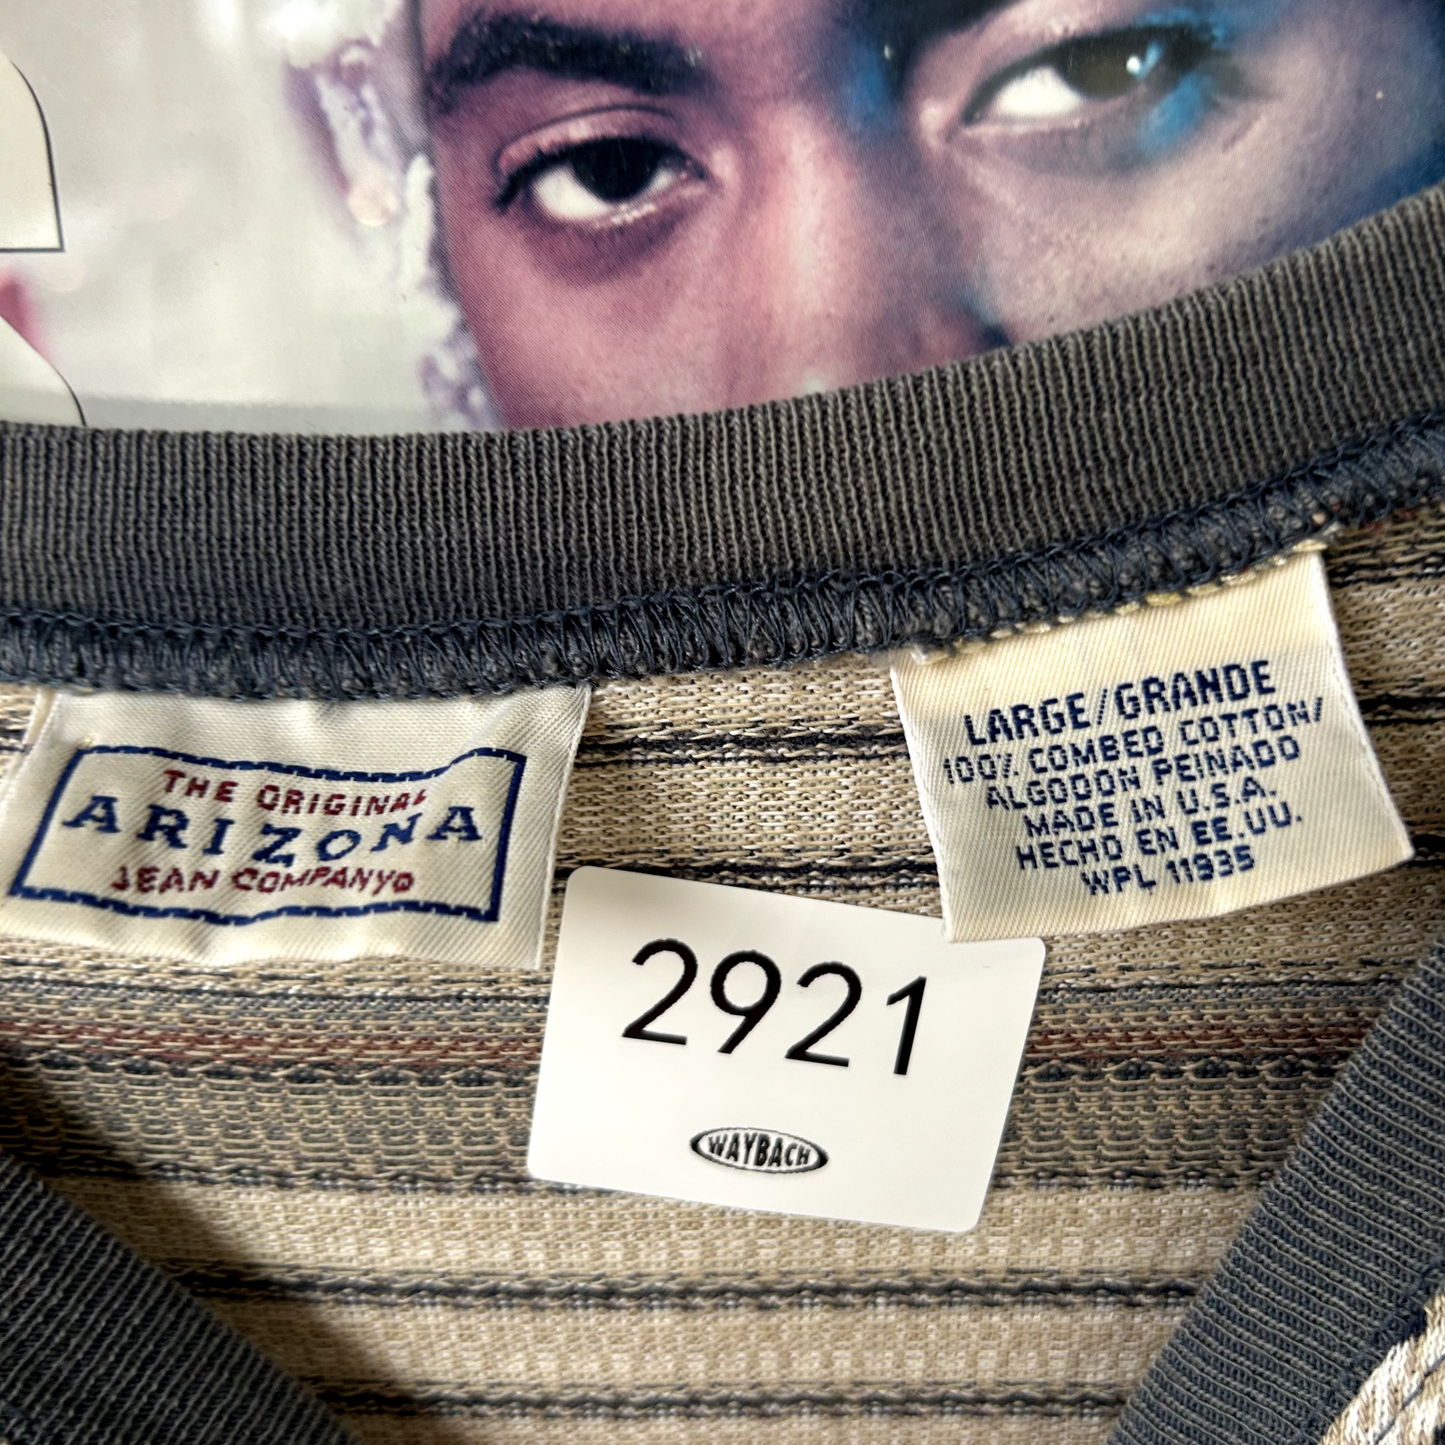 THE ORIGINAL
ARIZONA
JEAN COMPANY
LARGE/GRANDE
100% COMBED COTTON/
ALGODON PEINADO
MADE IN U.S.A.
HECHO EN EE.UU.
WPL 11935
2921
WAYBACH